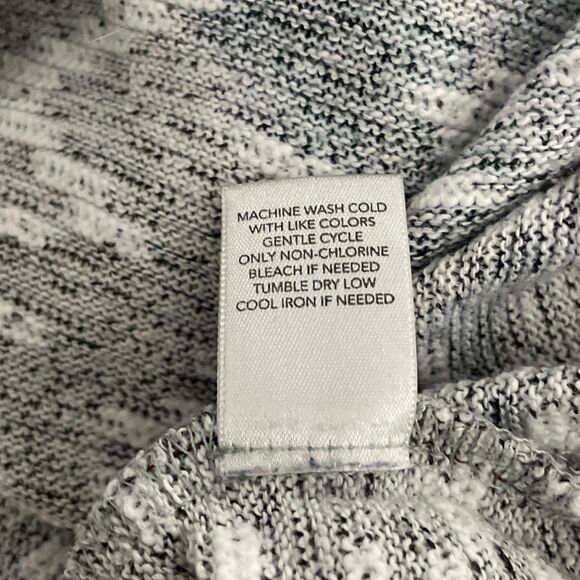 MACHINE WASH COLD
WITH LIKE COLORS
GENTLE CYCLE
ONLY NON-CHLORINE
BLEACH IF NEEDED
TUMBLE DRY LOW
COOL IRON IF NEEDED